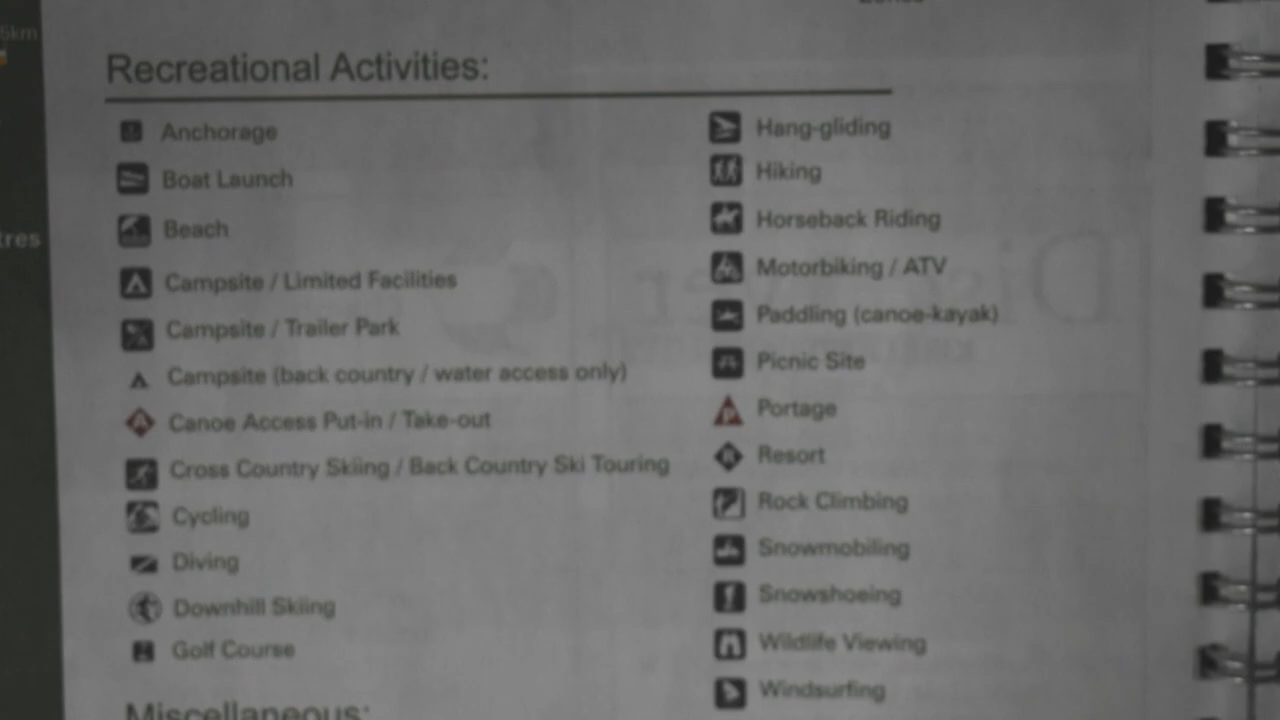 5km
tres
Recreational Activities:
Anchorage
Boat Launch
Beach
Campsite / Limited Facilities
Campsite / Trailer Park
Campsite (back country / water access only)
Canoe Access Put-in / Take-out
Cross Country Skiing / Back Country Ski Touring
Cycling
Diving
Downhill Skiing
Golf Course
Hang-gliding
Hiking
Horseback Riding
Motorbiking / ATV
Paddling (canoe-kayak)
Picnic Site
P Portage
R Resort
Rock Climbing
Snowmobiling
Snowshoeing
Wildlife Viewing
Windsurfing
Miscellaneous: